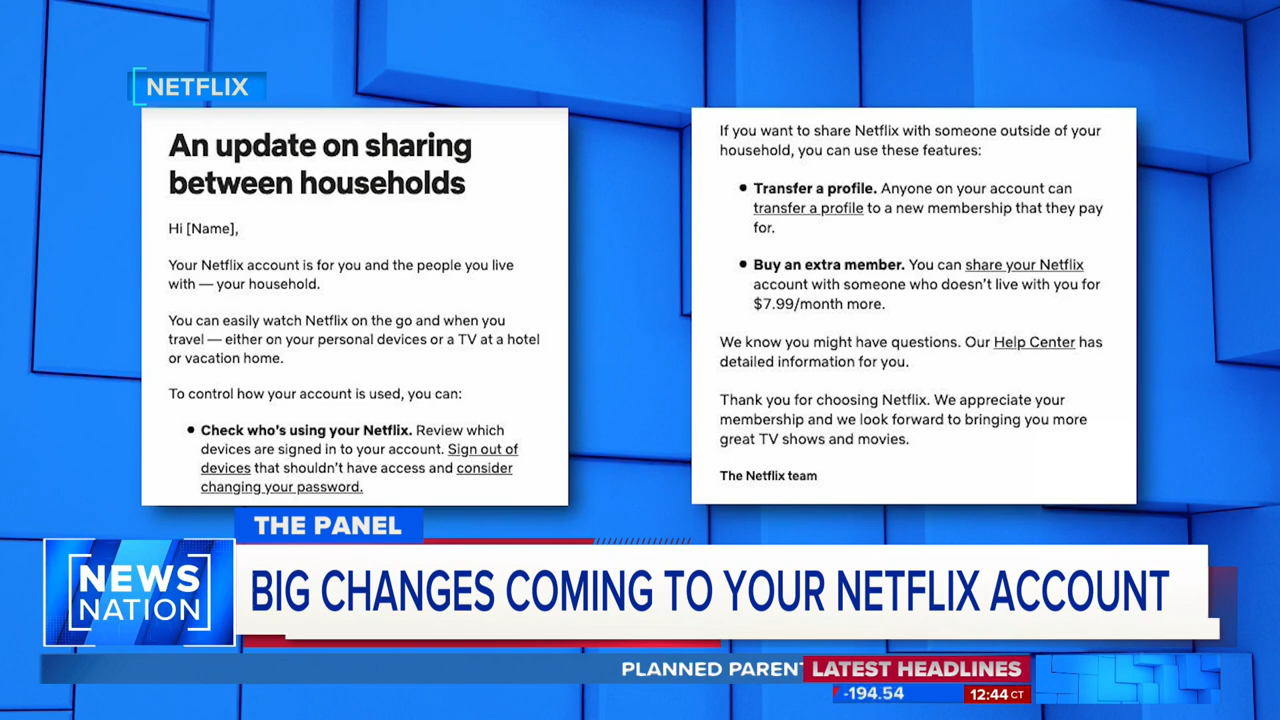 NETFLIX
An update on sharing
between households
Hi [Name],
Your Netflix account is for you and the people you live
with — your household.
You can easily watch Netflix on the go and when you
travel — either on your personal devices or a TV at a hotel
or vacation home.
To control how your account is used, you can:
• Check who's using your Netflix. Review which
devices are signed in to your account. Sign out of
devices that shouldn't have access and consider
changing your password.
If you want to share Netflix with someone outside of your
household, you can use these features:
• Transfer a profile. Anyone on your account can
transfer a profile to a new membership that they pay
for.
• Buy an extra member. You can share your Netflix
account with someone who doesn't live with you for
$7.99/month more.
We know you might have questions. Our Help Center has
detailed information for you.
Thank you for choosing Netflix. We appreciate your
membership and we look forward to bringing you more
great TV shows and movies.
The Netflix team
THE PANEL
NEWS
NATION
BIG CHANGES COMING TO YOUR NETFLIX ACCOUNT
PLANNED PAREN
LATEST HEADLINES
-194.54
12:44 CT